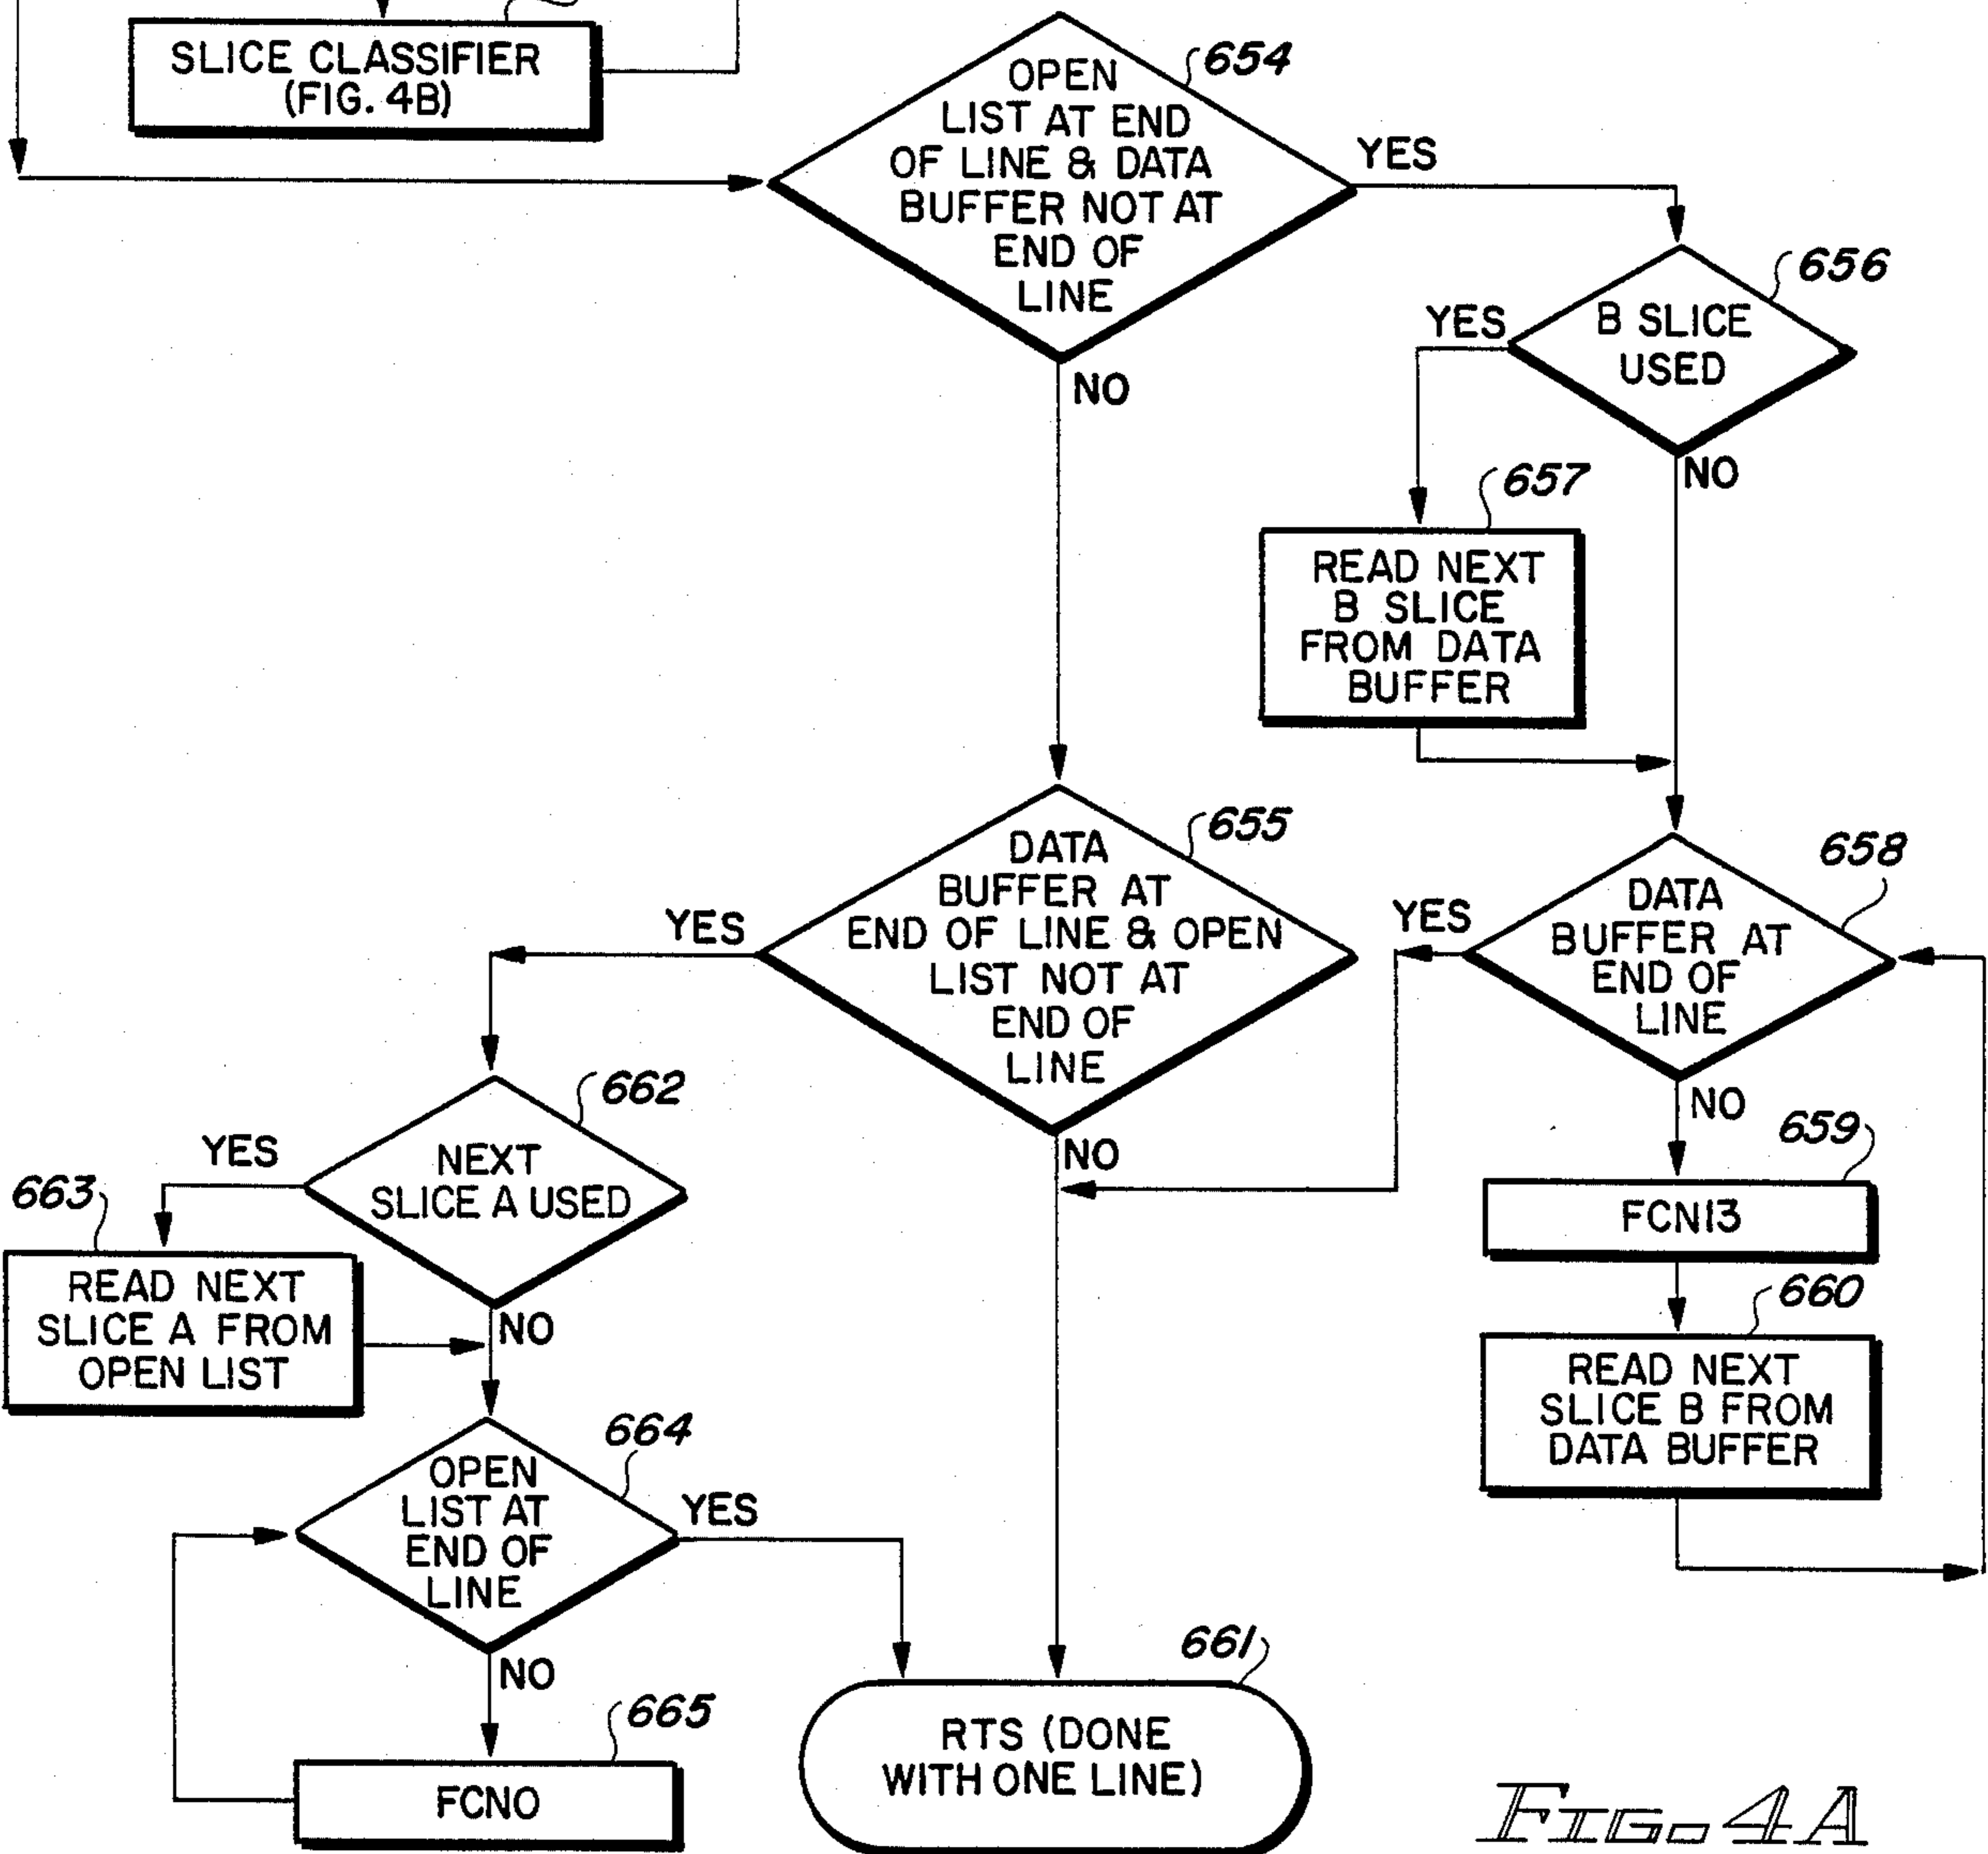 SLICE CLASSIFIER
(FIG. 4B)
OPEN
LIST AT END
OF LINE & DATA
BUFFER NOT AT
END OF
LINE
654
YES
NO
656
B SLICE
USED
YES
NO
657
READ NEXT
B SLICE
FROM DATA
BUFFER
655
DATA
BUFFER AT
END OF LINE & OPEN
LIST NOT AT
END OF
LINE
YES
NO
658
DATA
BUFFER AT
END OF
LINE
YES
NO
659
FCN13
660
READ NEXT
SLICE B FROM
DATA BUFFER
662
NEXT
SLICE A USED
YES
NO
663
READ NEXT
SLICE A FROM
OPEN LIST
664
OPEN
LIST AT
END OF
LINE
YES
NO
665
FCNO
661
RTS (DONE
WITH ONE LINE)
FIG. 4A